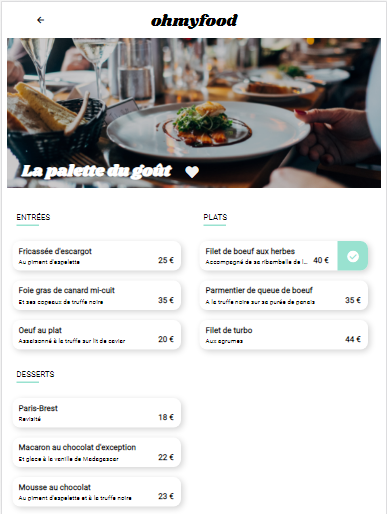 ohmyfood
La palette du goût
ENTRÉES
Fricassée d'escargot
Au piment d'espelette
25 €
Foie gras de canard mi-cuit
Et ses copeaux de truffe noire
35 €
Oeuf au plat
Assaisonné à la truffe sur lit de caviar
20 €
PLATS
Filet de boeuf aux herbes
Accompagné de sa ribambelle de l...
40 €
Parmentier de queue de boeuf
A la truffe noire sur sa purée de panais
35 €
Filet de turbo
Aux agrumes
44 €
DESSERTS
Paris-Brest
Revisité
18 €
Macaron au chocolat d'exception
Et glace à la vanille de Madagascar
22 €
Mousse au chocolat
Au piment d'espelette et à la truffe noire
23 €